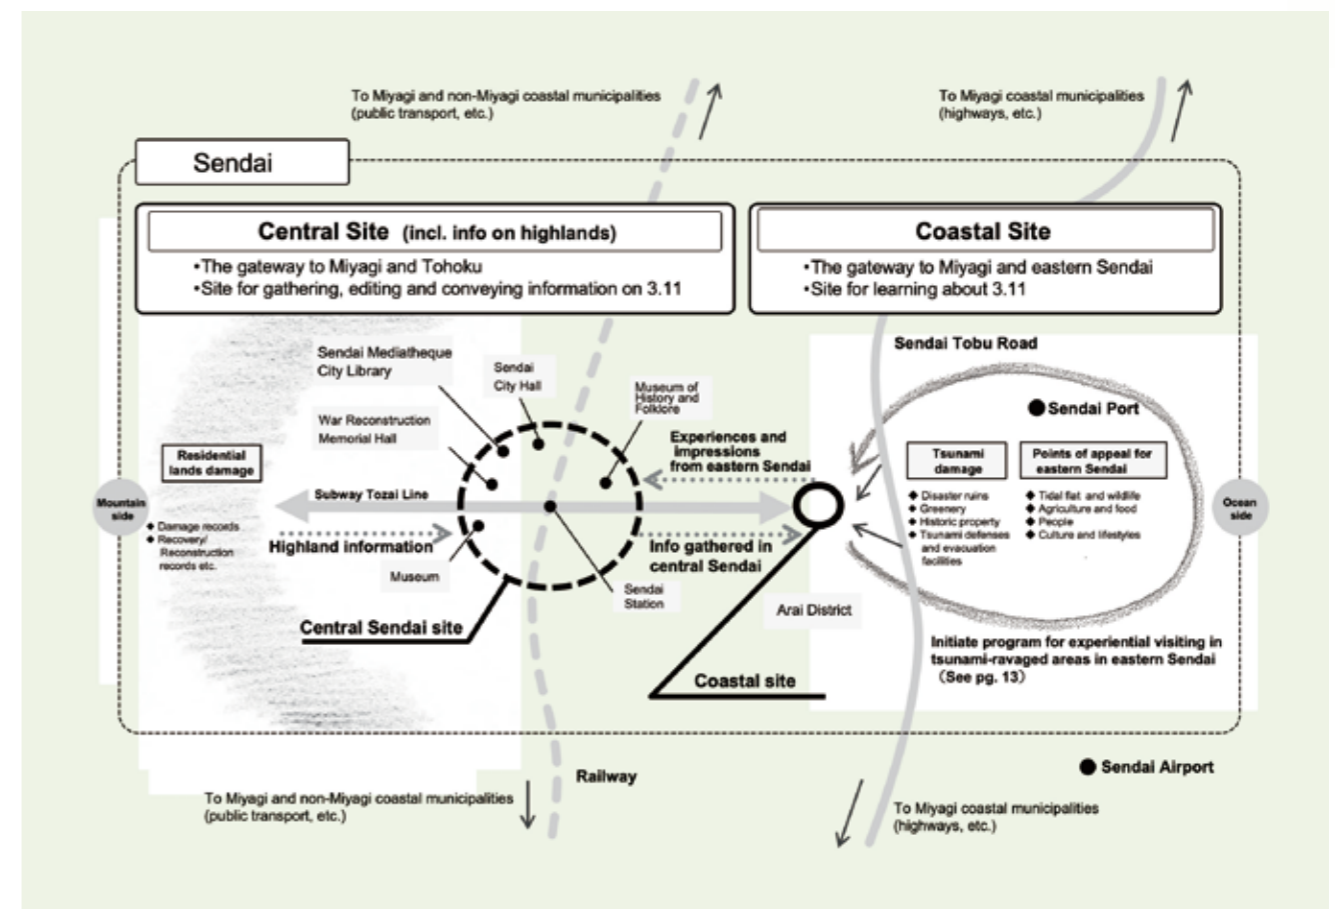 To Miyagi and non-Miyagi coastal municipalities
(public transport, etc.)
To Miyagi coastal municipalities
(highways, etc.)
Sendai
Central Site (incl. info on highlands)
•The gateway to Miyagi and Tohoku
•Site for gathering, editing and conveying information on 3.11
Coastal Site
•The gateway to Miyagi and eastern Sendai
•Site for learning about 3.11
Sendai Mediatheque
City Library
Sendai
City Hall
Museum of
History and
Folklore
War Reconstruction
Memorial Hall
Residential
lands damage
Mountain
side
◆ Damage records
◆ Recovery/
Reconstruction
records etc.
Subway Tozai Line
Highland information
Museum
Central Sendai site
Experiences and
impressions
from eastern Sendai
Info gathered in
central Sendai
Sendai
Station
Arai District
Coastal site
Sendai Tobu Road
Sendai Port
Tsunami
damage
◆ Disaster ruins
◆ Greenery
◆ Historic property
◆ Tsunami defenses
and evacuation
facilities
Points of appeal for
eastern Sendai
◆ Tidal flat and wildlife
◆ Agriculture and food
◆ People
◆ Culture and lifestyles
Ocean
side
Initiate program for experiential visiting in
tsunami-ravaged areas in eastern Sendai
(See pg. 13)
Railway
Sendai Airport
To Miyagi and non-Miyagi coastal municipalities
(public transport, etc.)
To Miyagi coastal municipalities
(highways, etc.)